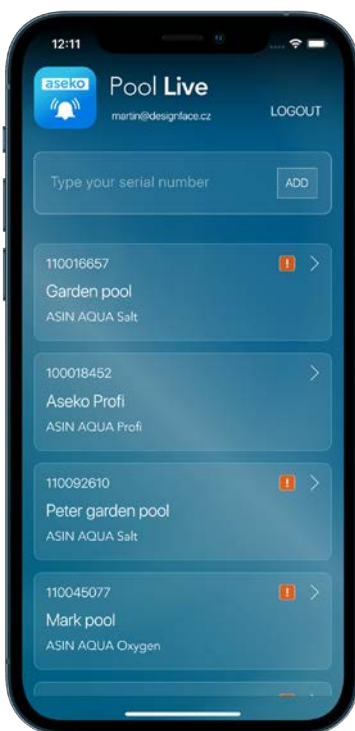 12:11
aseko
Pool Live
martin@designface.cz
LOGOUT
Type your serial number
ADD
110016657
!
Garden pool
ASIN AQUA Salt
100018452
Aseko Profi
ASIN AQUA Profi
110092610
!
Peter garden pool
ASIN AQUA Salt
110045077
!
Mark pool
ASIN AQUA Oxygen